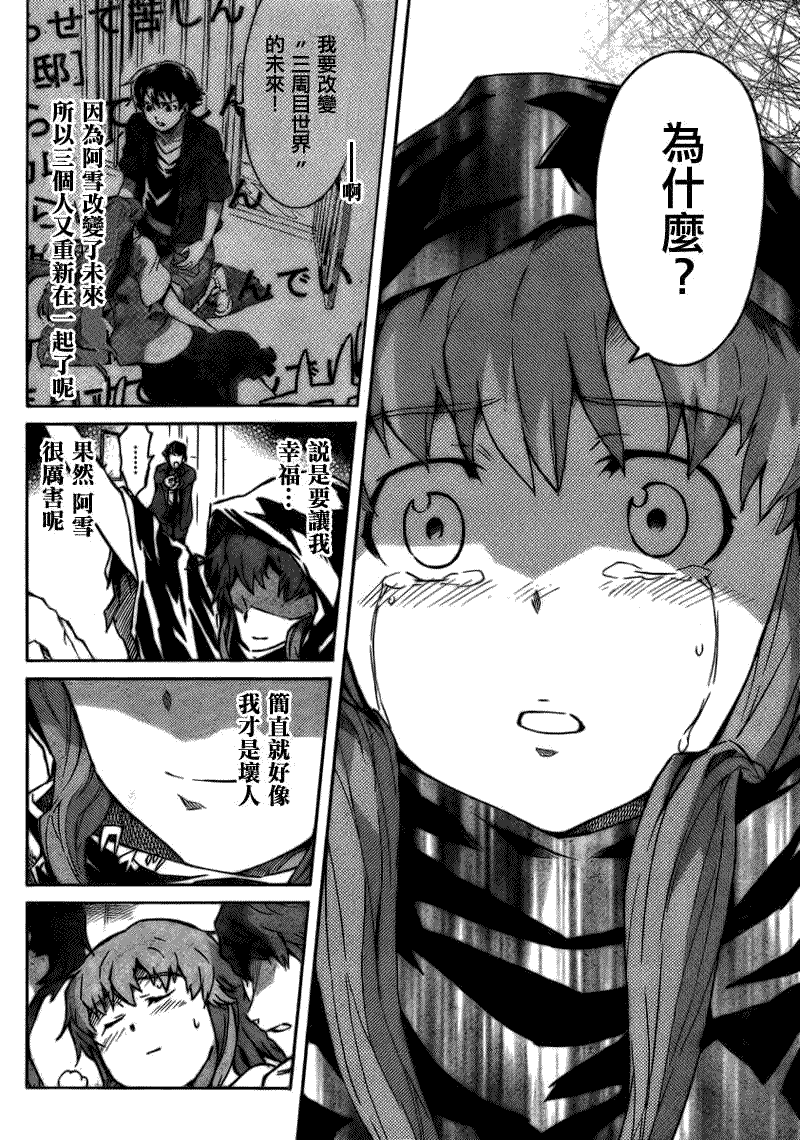 為什麼？
我要改變
〝三周目世界〞
的未來！
——啊
因為阿雪改變了未來
所以三個人又重新在一起了呢
説是要讓我
幸福…
……
果然 阿雪
很厲害呢
簡直就好像
我才是壞人